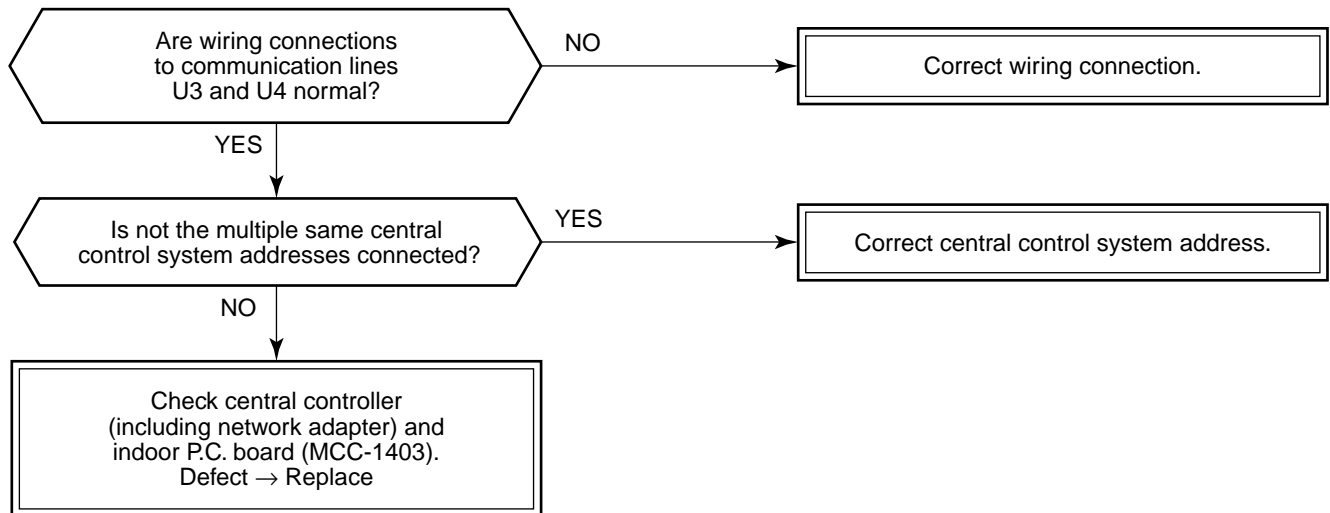 Are wiring connections
to communication lines
U3 and U4 normal?
NO
Correct wiring connection.
YES
Is not the multiple same central
control system addresses connected?
YES
Correct central control system address.
NO
Check central controller
(including network adapter) and
indoor P.C. board (MCC-1403).
Defect → Replace